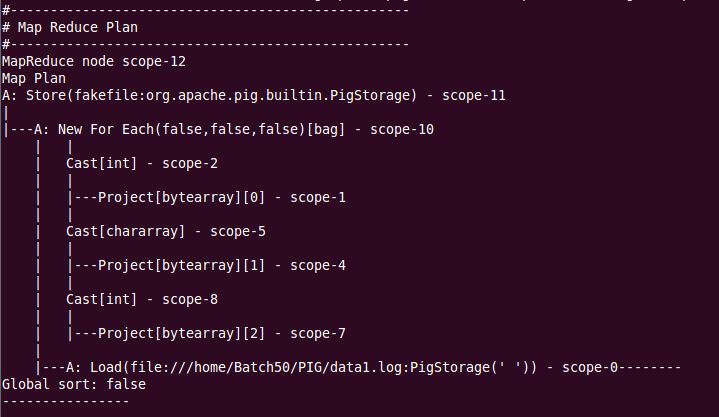 #--------------------------------------------------
# Map Reduce Plan
#--------------------------------------------------
MapReduce node scope-12
Map Plan
A: Store(fakefile:org.apache.pig.builtin.PigStorage) - scope-11
|
|---A: New For Each(false,false,false)[bag] - scope-10
    |   |
    |   Cast[int] - scope-2
    |   |
    |   |---Project[bytearray][0] - scope-1
    |   |
    |   Cast[chararray] - scope-5
    |   |
    |   |---Project[bytearray][1] - scope-4
    |   |
    |   Cast[int] - scope-8
    |   |
    |   |---Project[bytearray][2] - scope-7
    |
    |---A: Load(file:///home/Batch50/PIG/data1.log:PigStorage(' ')) - scope-0--------
Global sort: false
----------------